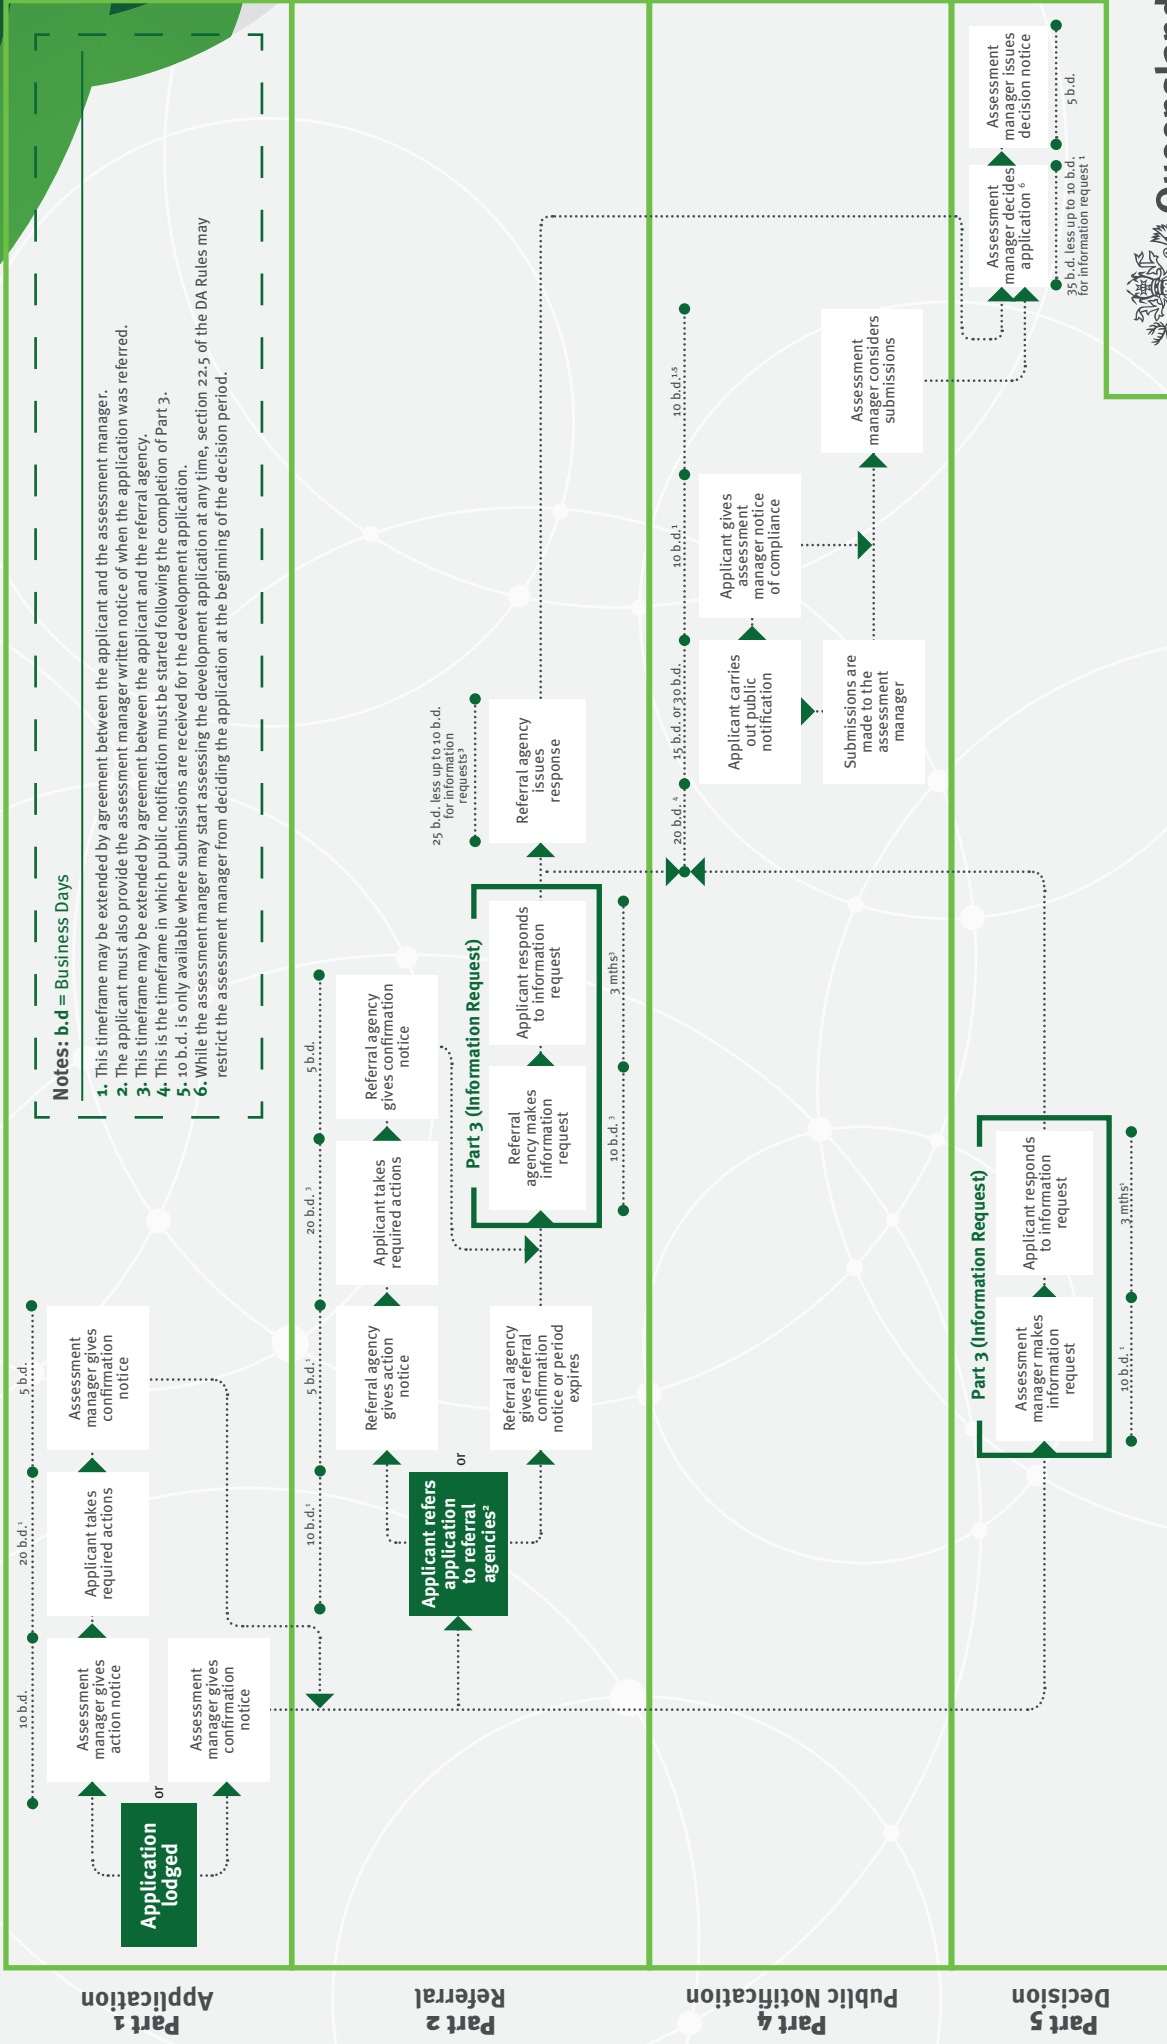 Part 1
Application
Application
lodged
or
10 b.d.
20 b.d.¹
5 b.d.
Assessment
manager gives
action notice
Applicant takes
required actions
Assessment
manager gives
confirmation
notice
Assessment
manager gives
confirmation
notice
Notes: b.d = Business Days
1. This timeframe may be extended by agreement between the applicant and the assessment manager.
2. The applicant must also provide the assessment manager written notice of when the application was referred.
3. This timeframe may be extended by agreement between the applicant and the referral agency.
4. This is the timeframe in which public notification must be started following the completion of Part 3.
5. 10 b.d. is only available where submissions are received for the development application.
6. While the assessment manger may start assessing the development application at any time, section 22.5 of the DA Rules may
restrict the assessment manager from deciding the application at the beginning of the decision period.
Part 2
Referral
10 b.d.¹
5 b.d.¹
20 b.d. ³
5 b.d.
Applicant refers
application
to referral
agencies²
or
Referral agency
gives action
notice
Applicant takes
required actions
Referral agency
gives confirmation
notice
Referral agency
gives referral
confirmation
notice or period
expires
Part 3 (Information Request)
Referral
agency makes
information
request
Applicant responds
to information
request
10 b.d. ³
3 mths³
25 b.d. less up to 10 b.d.
for information
requests³
Referral agency
issues
response
Part 4
Public Notification
20 b.d. ⁴
15 b.d. or 30 b.d.
10 b.d.¹
10 b.d.¹·⁵
Applicant carries
out public
notification
Applicant gives
assessment
manager notice
of compliance
Submissions are
made to the
assessment
manager
Assessment
manager considers
submissions
Part 5
Decision
Part 3 (Information Request)
Assessment
manager makes
information
request
Applicant responds
to information
request
10 b.d. ¹
3 mths¹
Assessment
manager decides
application ⁶
Assessment
manager issues
decision notice
35 b.d. less up to 10 b.d.
for information request ¹
5 b.d.
Queensland